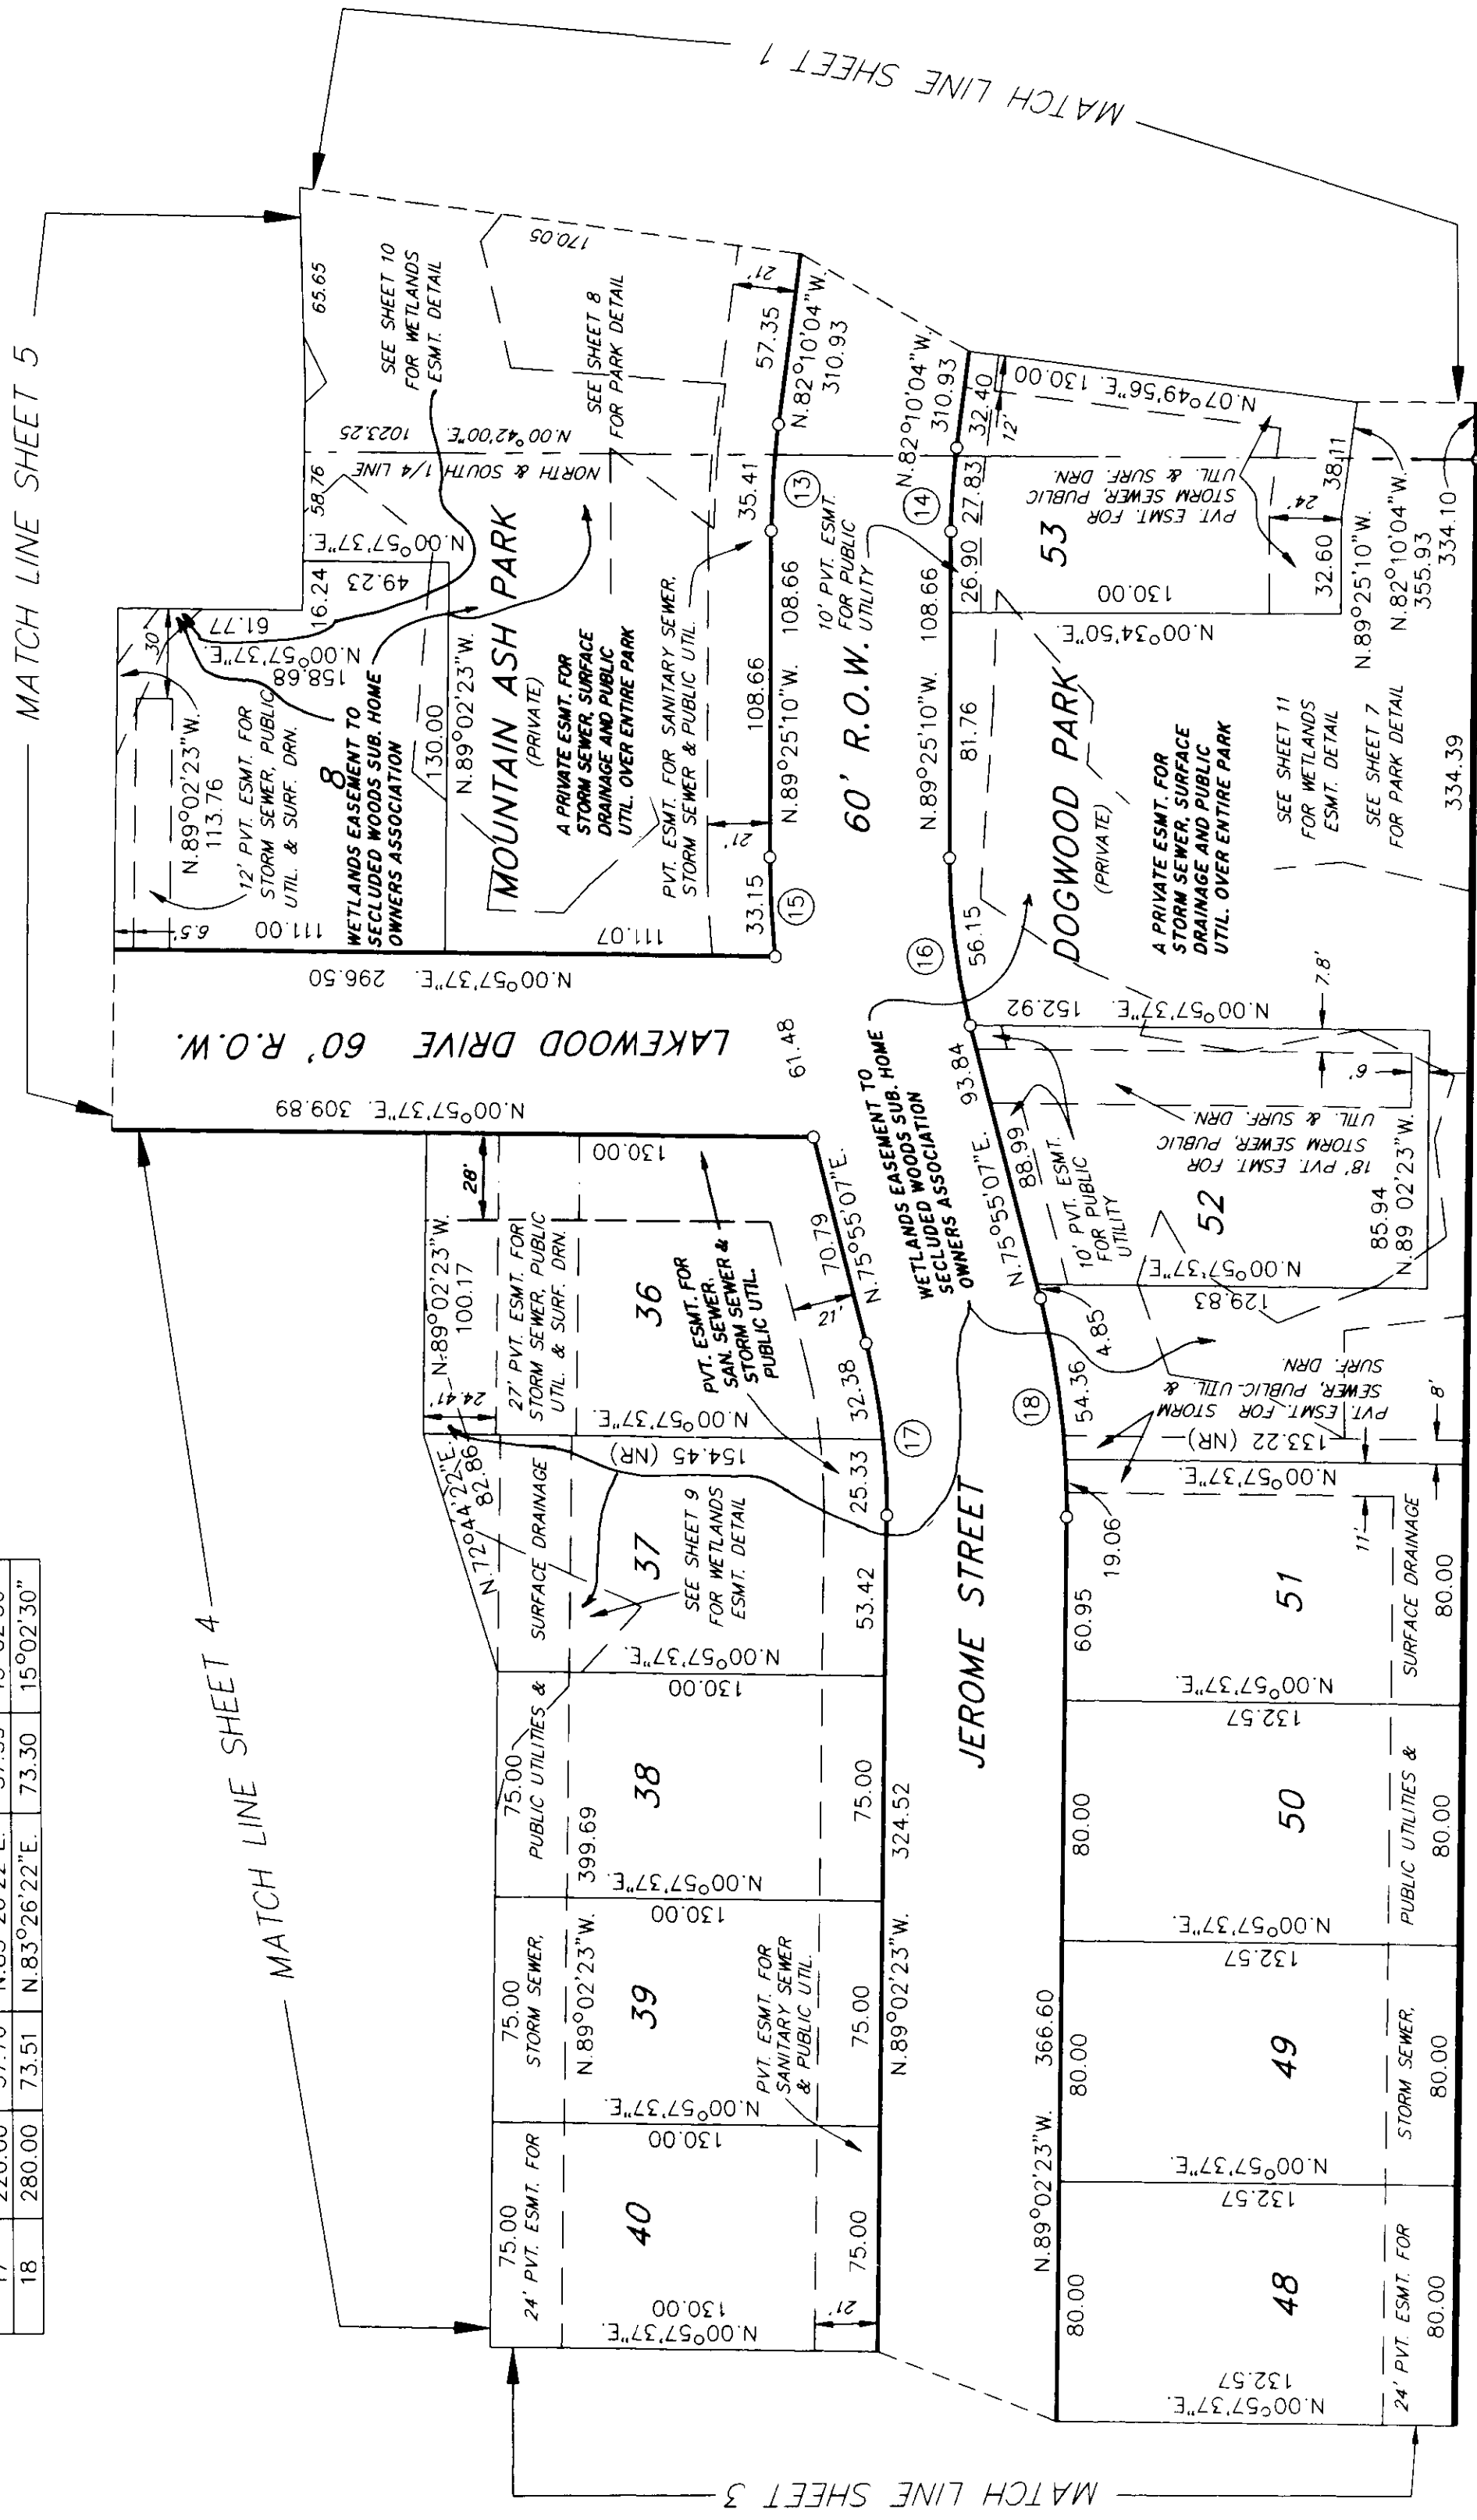 18 280.00 73.51 N.83°26'22"E. 73.30 15°02'30"
MATCH LINE SHEET 4
MATCH LINE SHEET 5
MATCH LINE SHEET 1
MATCH LINE SHEET 3
75.00
24' PVT. ESMT. FOR
40
N.00°57'37"E.
130.00
21'
75.00
75.00
STORM SEWER,
N.89°02'23"W.
399.69
39
N.00°57'37"E.
130.00
PVT. ESMT. FOR
SANITARY SEWER
& PUBLIC UTIL.
75.00
75.00
PUBLIC UTILITIES &
38
N.00°57'37"E.
130.00
75.00
N.72°44'22"E.
82.86
SURFACE DRAINAGE
37
SEE SHEET 9
FOR WETLANDS
ESMT. DETAIL
N.00°57'37"E.
130.00
53.42
25.33
154.45 (NR)
N.00°57'37"E.
24.41'
N.89°02'23"W.
100.17
28'
27' PVT. ESMT. FOR
STORM SEWER, PUBLIC
UTIL. & SURF. DRN.
36
PVT. ESMT. FOR
SAN. SEWER,
STORM SEWER &
PUBLIC UTIL.
130.00
21'
32.38
70.79
N.75°55'07"E.
17
N.89°02'23"W.
324.52
JEROME STREET
N.00°57'37"E. 309.89
LAKEWOOD DRIVE 60' R.O.W.
N.00°57'37"E. 296.50
61.48
N.89°02'23"W.
113.76
12' PVT. ESMT. FOR
STORM SEWER, PUBLIC
UTIL. & SURF. DRN.
30'
6.5'
111.00
8
158.68
N.00°57'37"E.
61.77
WETLANDS EASEMENT TO
SECLUDED WOODS SUB. HOME
OWNERS ASSOCIATION
16.24
49.23
N.00°57'37"E.
130.00
N.89°02'23"W.
58.76
65.65
SEE SHEET 10
FOR WETLANDS
ESMT. DETAIL
NORTH & SOUTH 1/4 LINE
N.00°42'00"E. 1023.25
MOUNTAIN ASH PARK
(PRIVATE)
A PRIVATE ESMT. FOR
STORM SEWER, SURFACE
DRAINAGE AND PUBLIC
UTIL. OVER ENTIRE PARK
SEE SHEET 8
FOR PARK DETAIL
170.05
111.07
PVT. ESMT. FOR SANITARY SEWER,
STORM SEWER & PUBLIC UTIL.
21'
21'
33.15
15
108.66
N.89°25'10"W. 108.66
35.41
13
57.35
N.82°10'04"W.
310.93
60' R.O.W.
10' PVT. ESMT.
FOR PUBLIC
UTILITY
N.89°25'10"W. 108.66
14
N.82°10'04"W.
310.93
16
56.15
81.76
26.90
27.83
32.40
12'
N.07°49'56"E. 130.00
PVT. ESMT. FOR
STORM SEWER, PUBLIC
UTIL. & SURF. DRN.
53
130.00
N.00°34'50"E.
24'
32.60
38.11
N.89°25'10"W.
N.82°10'04"W.
355.93
334.10
334.39
DOGWOOD PARK
(PRIVATE)
A PRIVATE ESMT. FOR
STORM SEWER, SURFACE
DRAINAGE AND PUBLIC
UTIL. OVER ENTIRE PARK
SEE SHEET 11
FOR WETLANDS
ESMT. DETAIL
SEE SHEET 7
FOR PARK DETAIL
N.00°57'37"E. 152.92
7.8'
6'
WETLANDS EASEMENT TO
SECLUDED WOODS SUB. HOME
OWNERS ASSOCIATION
93.84
N.75°55'07"E.
88.99
10' PVT. ESMT.
FOR PUBLIC
UTILITY
18' PVT. ESMT. FOR
STORM SEWER, PUBLIC
UTIL. & SURF. DRN.
52
85.94
N.89 02'23"W.
N.00°57'37"E.
129.83
4.85
54.36
18
PVT. ESMT. FOR STORM
SEWER, PUBLIC UTIL. &
SURF. DRN.
133.22 (NR)
N.00°57'37"E.
8'
11'
19.06
60.95
51
SURFACE DRAINAGE
80.00
N.00°57'37"E.
132.57
80.00
50
PUBLIC UTILITIES &
80.00
N.00°57'37"E.
132.57
N.89°02'23"W. 366.60
80.00
49
STORM SEWER,
80.00
N.00°57'37"E.
132.57
80.00
48
24' PVT. ESMT. FOR
80.00
132.57
N.00°57'37"E.